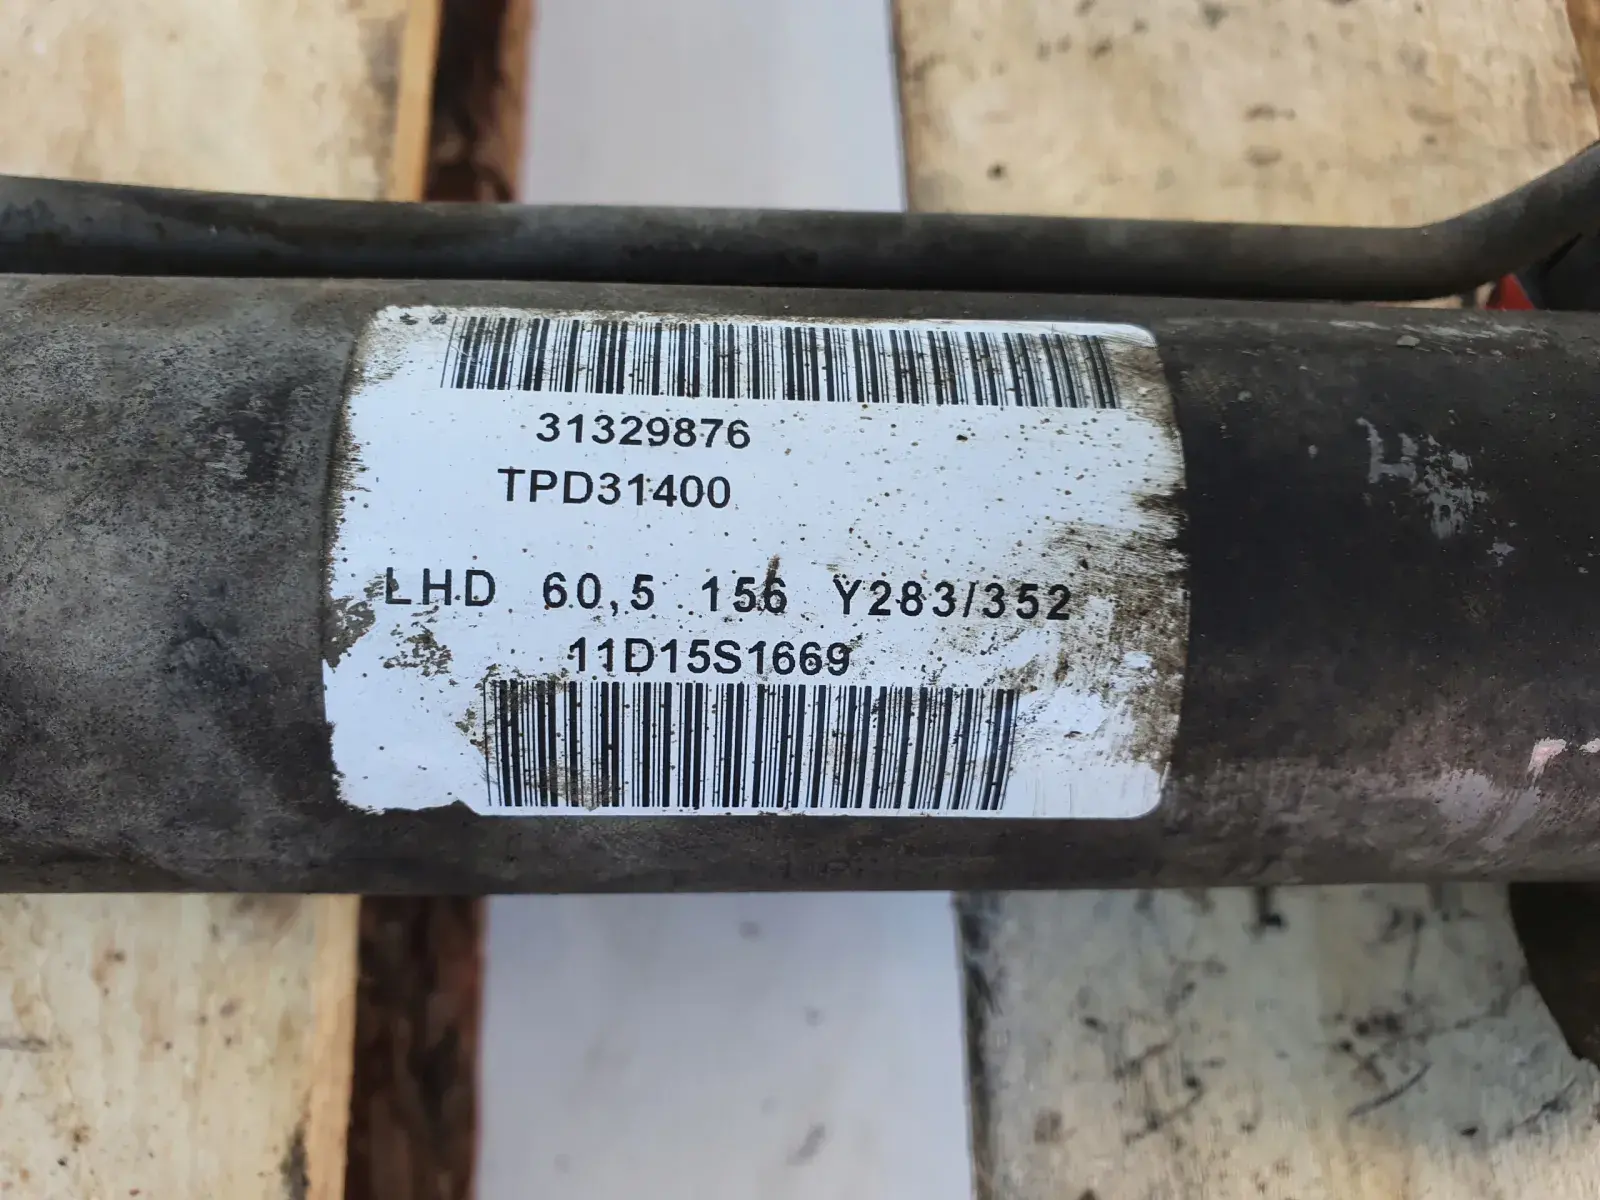 31329876
TPD31400
LHD 60,5 156 Y283/352
11D15S1669